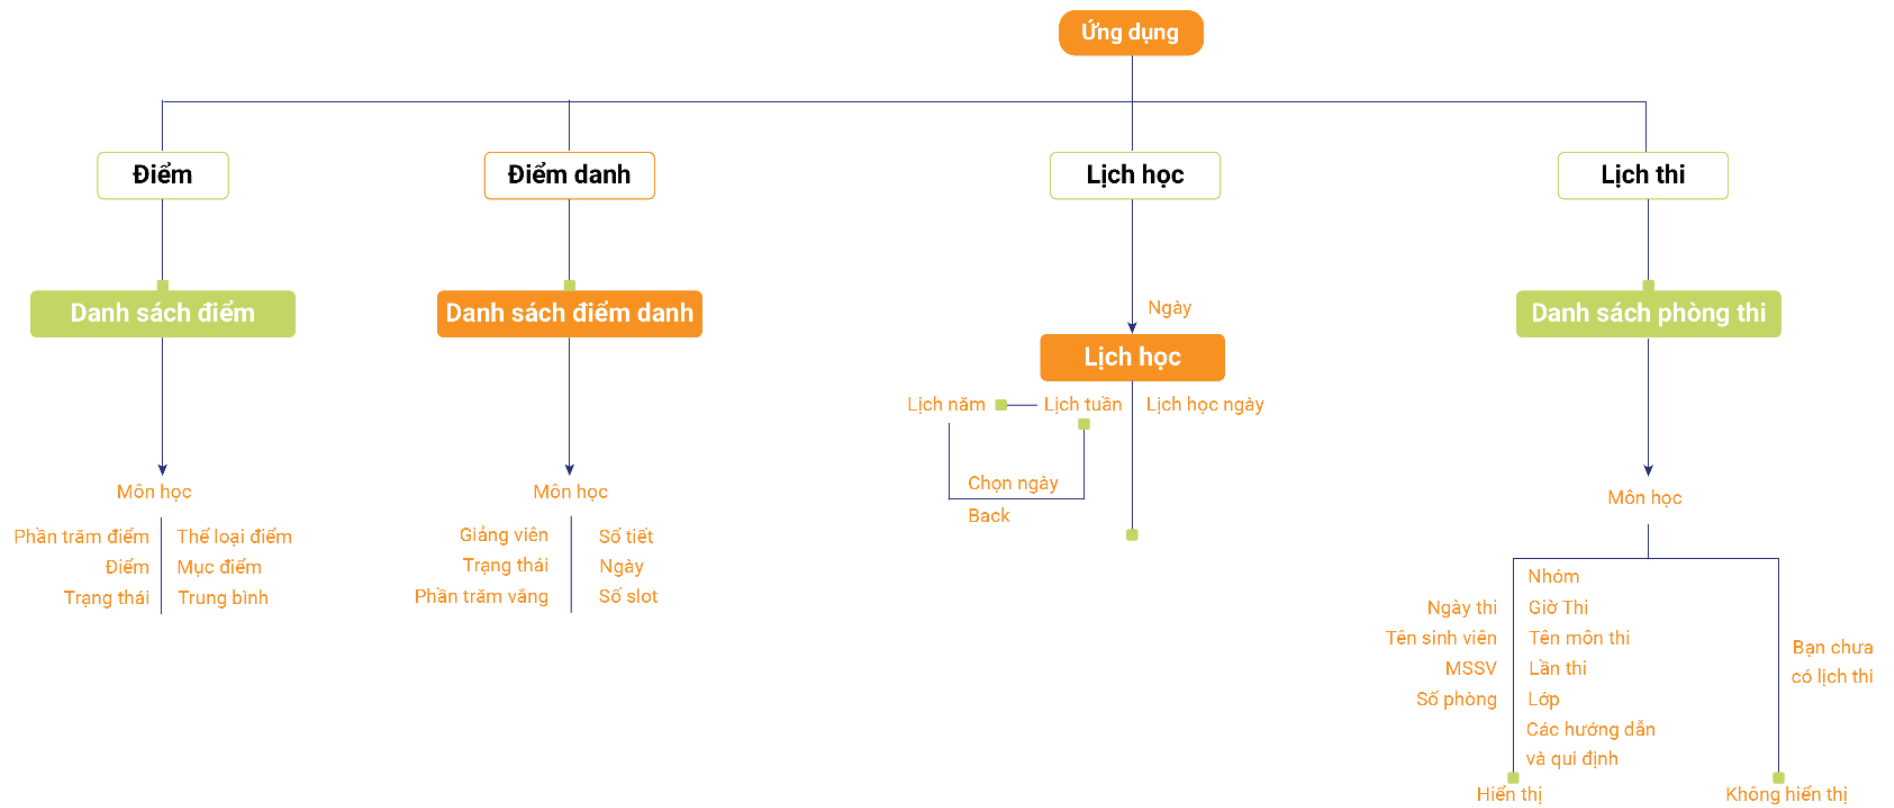 Ứng dụng
Điểm
Điểm danh
Lịch học
Lịch thi
Danh sách điểm
Danh sách điểm danh
Ngày
Lịch học
Danh sách phòng thi
Lịch năm
Lịch tuần
Lịch học ngày
Chọn ngày
Back
Môn học
Phần trăm điểm
Thể loại điểm
Điểm
Mục điểm
Trạng thái
Trung bình
Môn học
Giảng viên
Số tiết
Trạng thái
Ngày
Phần trăm vắng
Số slot
Môn học
Nhóm
Ngày thi
Giờ Thi
Tên sinh viên
Tên môn thi
MSSV
Lần thi
Số phòng
Lớp
Các hướng dẫn
và qui định
Hiển thị
Bạn chưa
có lịch thi
Không hiển thị